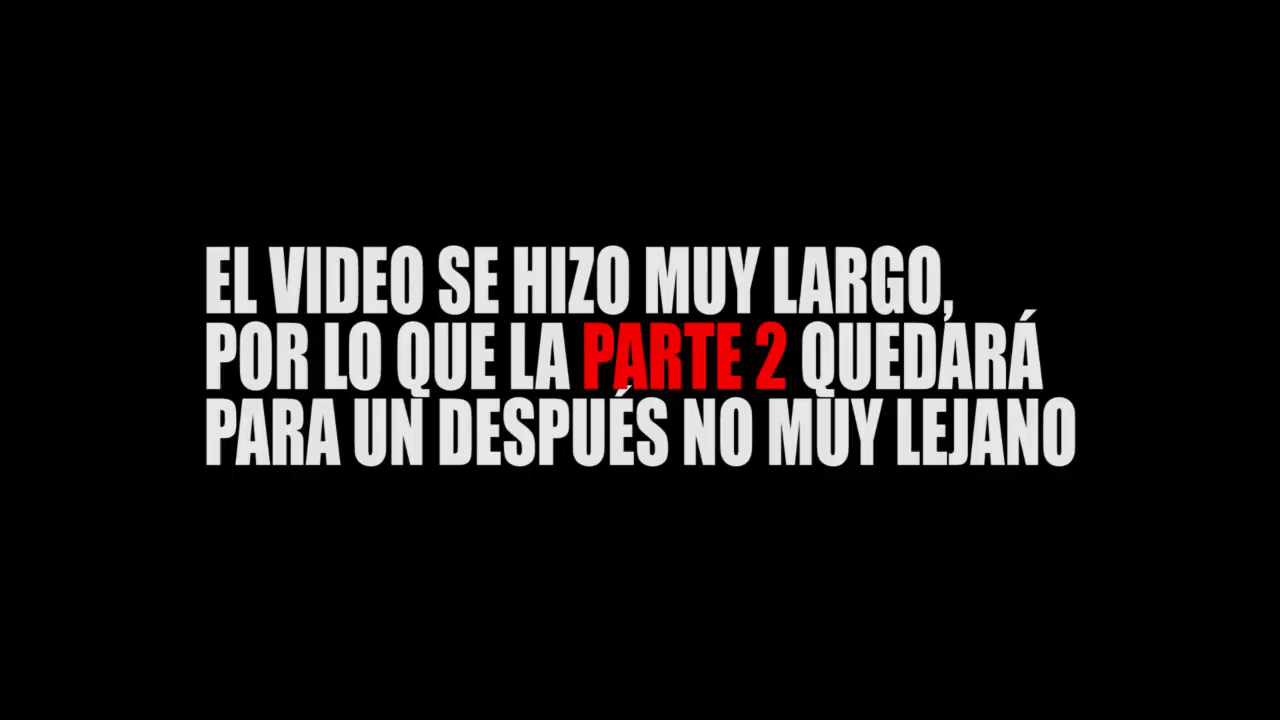 EL VIDEO SE HIZO MUY LARGO,
POR LO QUE LA PARTE 2 QUEDARÁ
PARA UN DESPUÉS NO MUY LEJANO